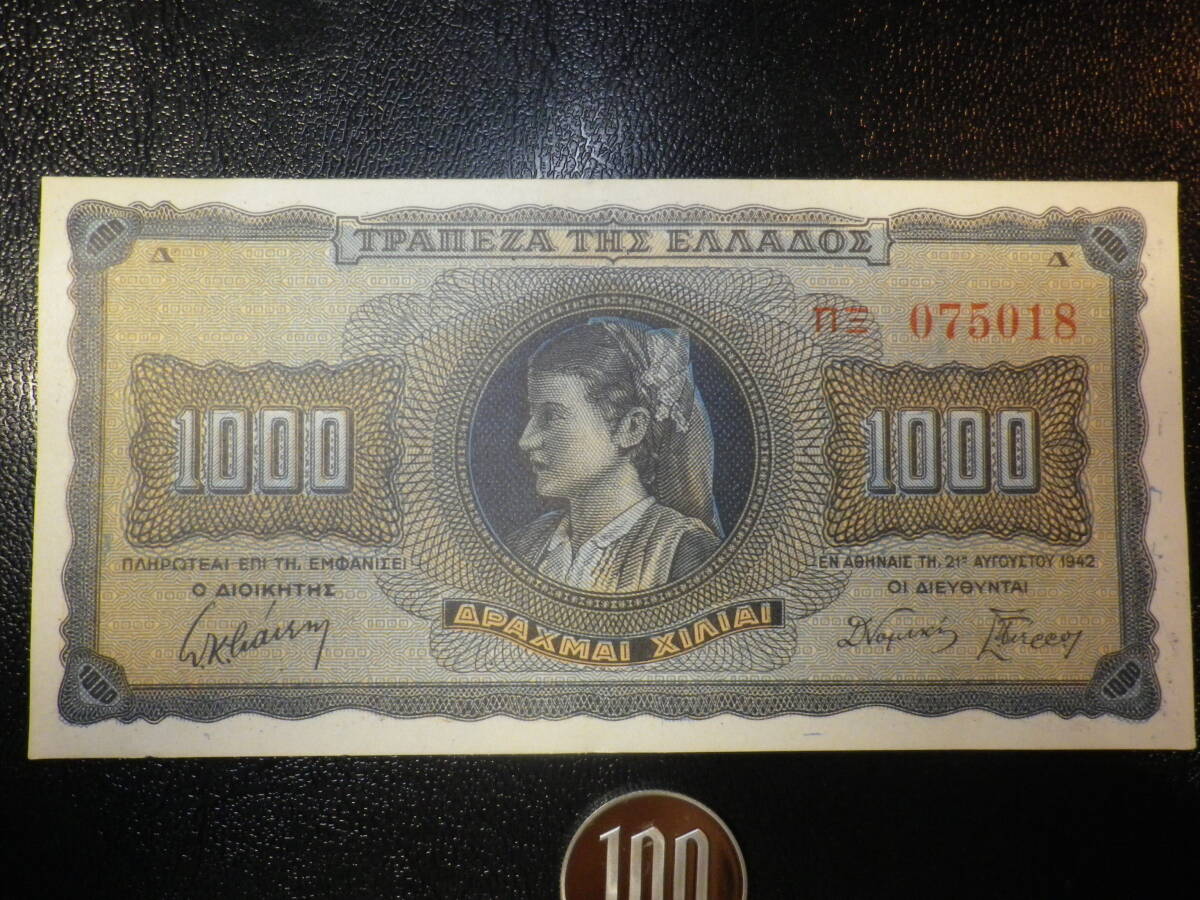 1000 ΤΡΑΠΕΖΑ ΤΗΣ ΕΛΛΑΔΟΣ 1000
Λ Λ
ΠΞ 075018
1000 1000
ΠΛΗΡΩΤΕΑΙ ΕΠΙ ΤΗ, ΕΜΦΑΝΙΣΕΙ
Ο ΔΙΟΙΚΗΤΗΣ
ΕΝ ΑΘΗΝΑΙΣ ΤΗ, 21ῃ ΑΥΓΟΥΣΤΟΥ 1942
ΟΙ ΔΙΕΥΘΥΝΤΑΙ
ΔΡΑΧΜΑΙ ΧΙΛΙΑΙ
1000 1000
100